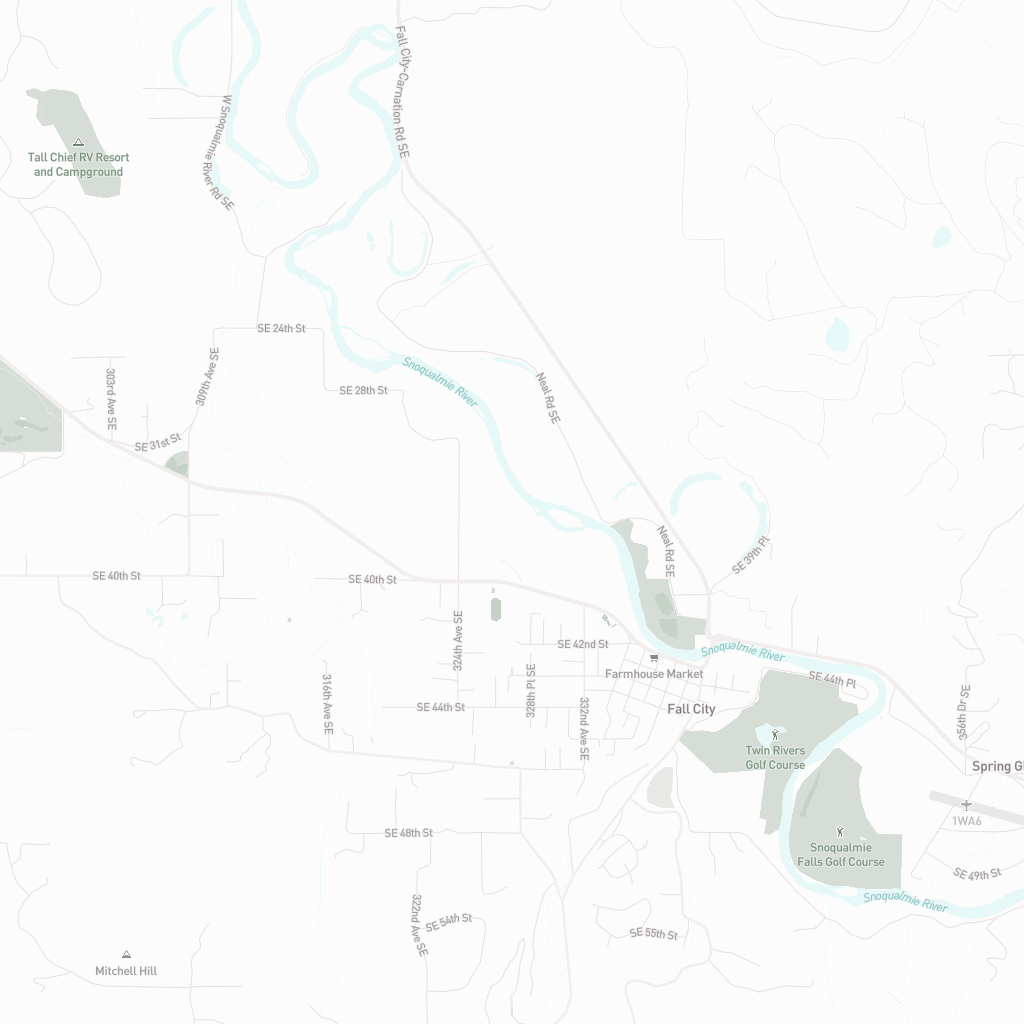 Fall City-Carnation Rd SE
W Snoqualmie River Rd SE
Tall Chief RV Resort
and Campground
SE 24th St
309th Ave SE
303rd Ave SE
SE 28th St
Snoqualmie River
Neal Rd SE
SE 31st St
Neal Rd SE
SE 39th Pl
SE 40th St
SE 40th St
324th Ave SE
SE 42nd St
Snoqualmie River
Farmhouse Market
SE 44th Pl
316th Ave SE
328th Pl SE
332nd Ave SE
SE 44th St
Fall City
356th Dr SE
Twin Rivers
Golf Course
Spring Gl
1WA6
SE 48th St
Snoqualmie
Falls Golf Course
SE 49th St
Snoqualmie River
322nd Ave SE
SE 54th St
SE 55th St
Mitchell Hill